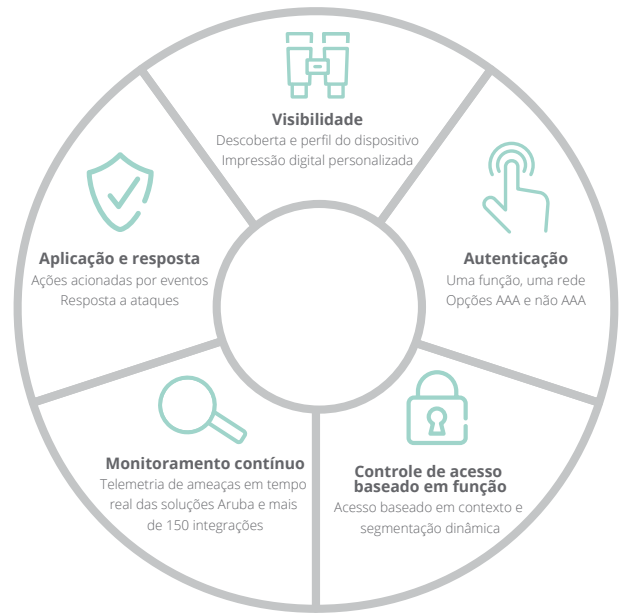 Visibilidade
Descoberta e perfil do dispositivo
Impressão digital personalizada
Autenticação
Uma função, uma rede
Opções AAA e não AAA
Controle de acesso
baseado em função
Acesso baseado em contexto e
segmentação dinâmica
Monitoramento contínuo
Telemetria de ameaças em tempo
real das soluções Aruba e mais
de 150 integrações
Aplicação e resposta
Ações acionadas por eventos
Resposta a ataques